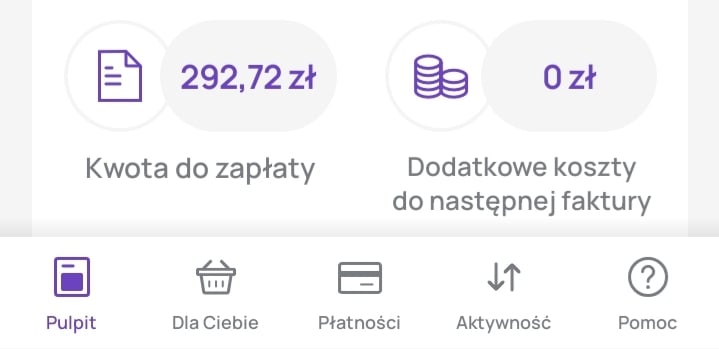 292,72 zł
0 zł
Kwota do zapłaty
Dodatkowe koszty
do następnej faktury
Pulpit
Dla Ciebie
Płatności
Aktywność
Pomoc